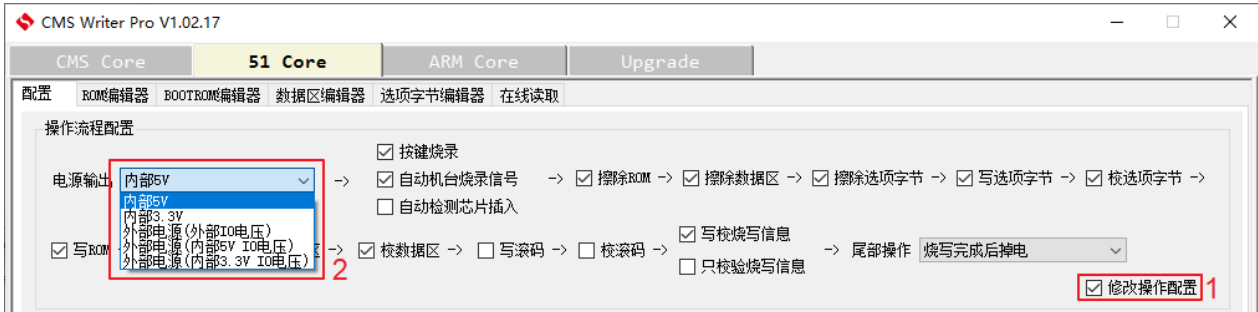 CMS Writer Pro V1.02.17
CMS Core 51 Core ARM Core Upgrade
配置 ROM编辑器 BOOTROM编辑器 数据区编辑器 选项字节编辑器 在线读取
操作流程配置
按键烧录
电源输出 内部5V -> 自动机台烧录信号 -> 擦除ROM -> 擦除数据区 -> 擦除选项字节 -> 写选项字节 -> 校选项字节 ->
自动检测芯片插入
内部5V
内部3.3V
外部电源(外部IO电压)
外部电源(内部5V IO电压)
外部电源(内部3.3V IO电压)
2
写校烧写信息
写ROM -> 校数据区 -> 写滚码 -> 校滚码 -> -> 尾部操作 烧写完成后掉电
只校验烧写信息
修改操作配置 1